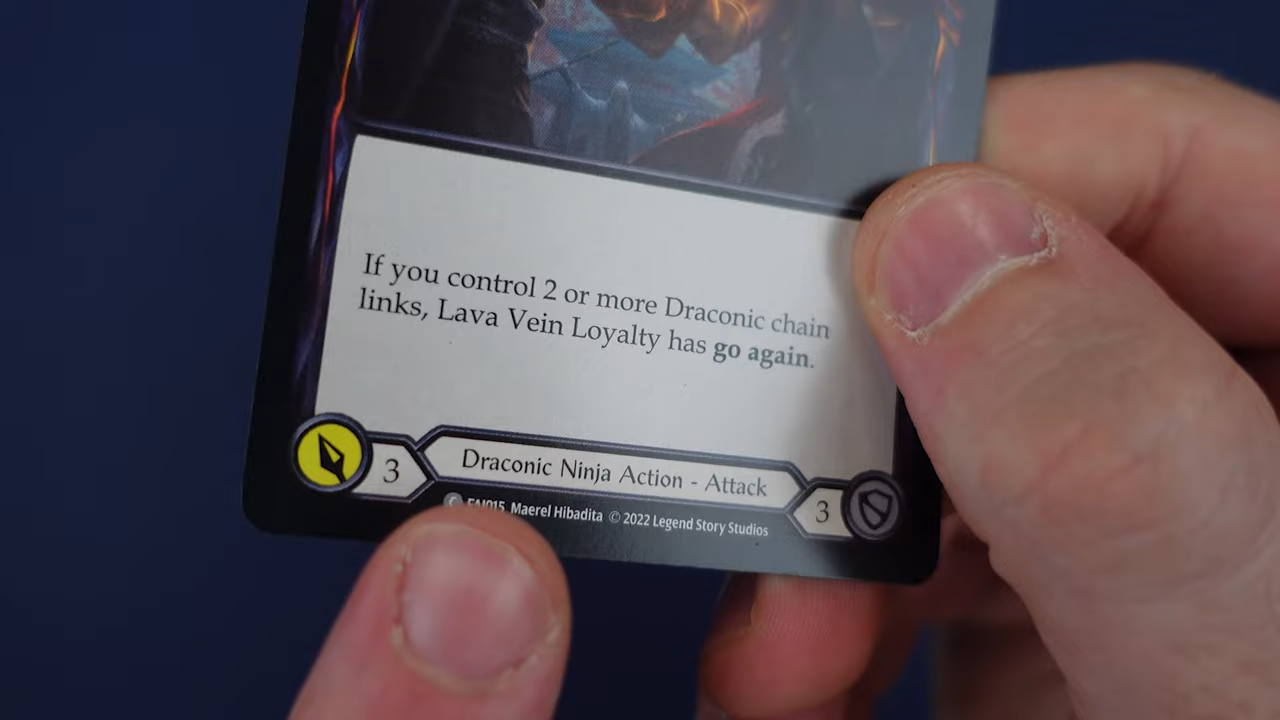 If you control 2 or more Draconic chain
links, Lava Vein Loyalty has go again.
3
Draconic Ninja Action - Attack
3
Maerel Hibadita © 2022 Legend Story Studios